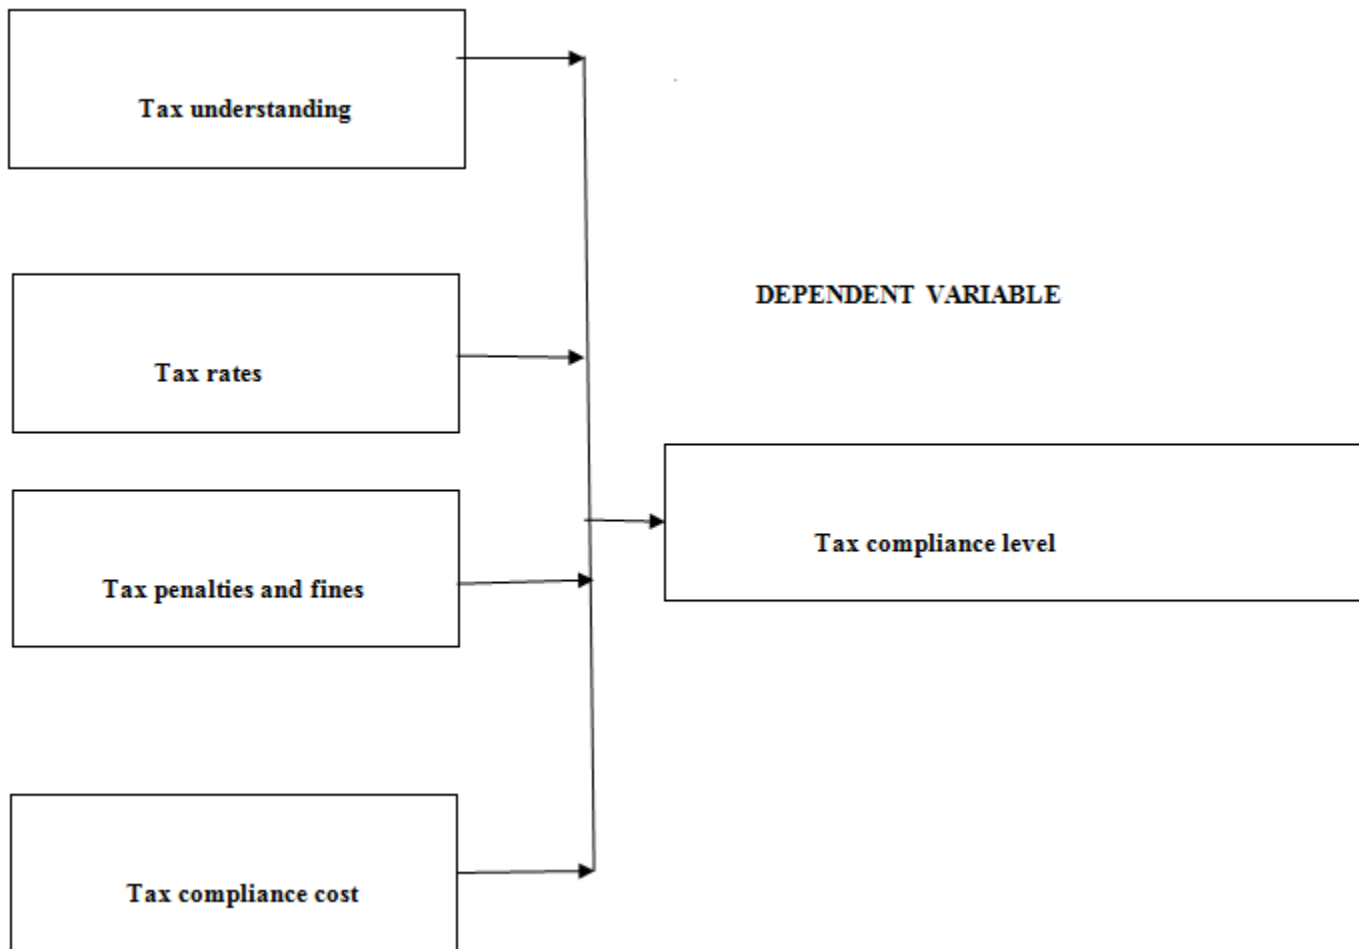 Tax understanding
DEPENDENT VARIABLE
Tax rates
Tax compliance level
Tax penalties and fines
Tax compliance cost